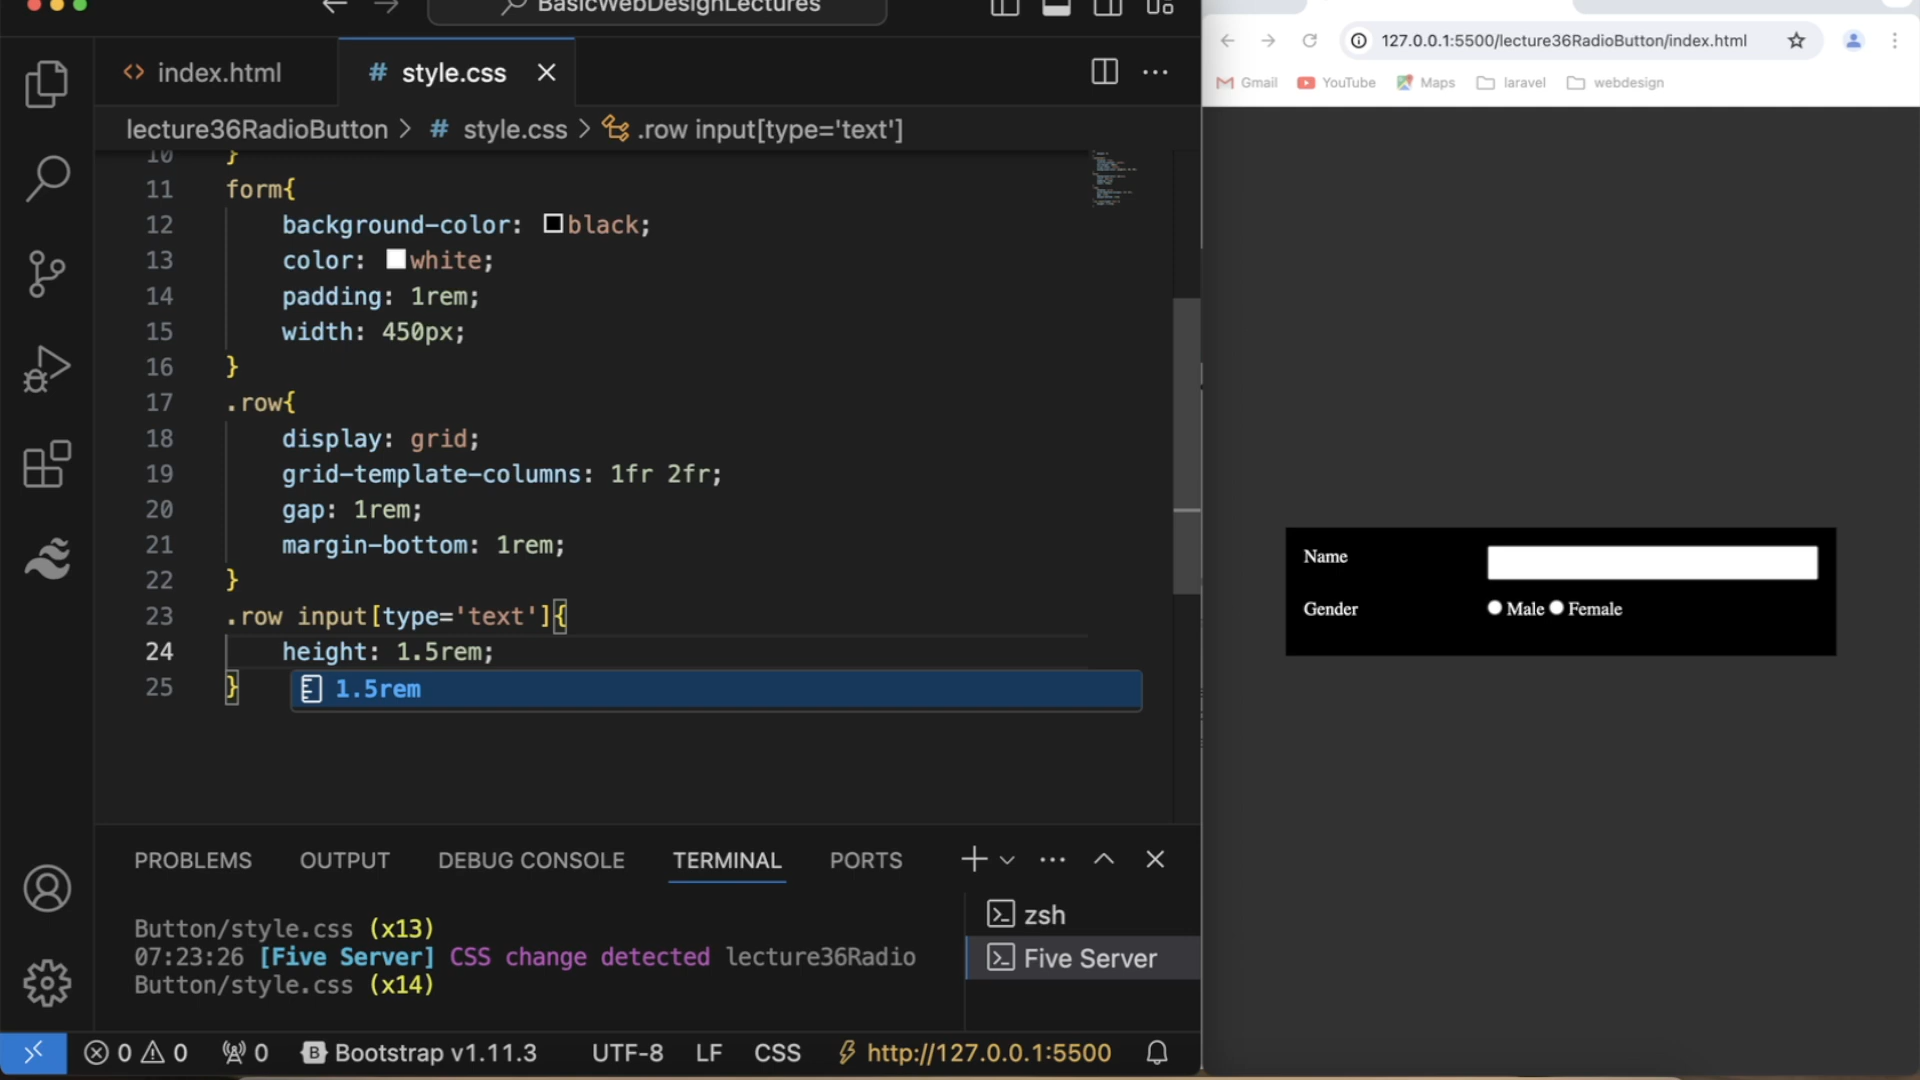 BasicWebDesignLectures
index.html
# style.css
lecture36RadioButton > # style.css > .row input[type='text']
10 }
11 form{
12 background-color: black;
13 color: white;
14 padding: 1rem;
15 width: 450px;
16 }
17 .row{
18 display: grid;
19 grid-template-columns: 1fr 2fr;
20 gap: 1rem;
21 margin-bottom: 1rem;
22 }
23 .row input[type='text']{
24 height: 1.5rem;
25 }
1.5rem
PROBLEMS OUTPUT DEBUG CONSOLE TERMINAL PORTS
Button/style.css (x13)
07:23:26 [Five Server] CSS change detected lecture36Radio
Button/style.css (x14)
zsh
Five Server
0 0 0 Bootstrap v1.11.3 UTF-8 LF CSS http://127.0.0.1:5500
127.0.0.1:5500/lecture36RadioButton/index.html
Gmail YouTube Maps laravel webdesign
Name
Gender Male Female